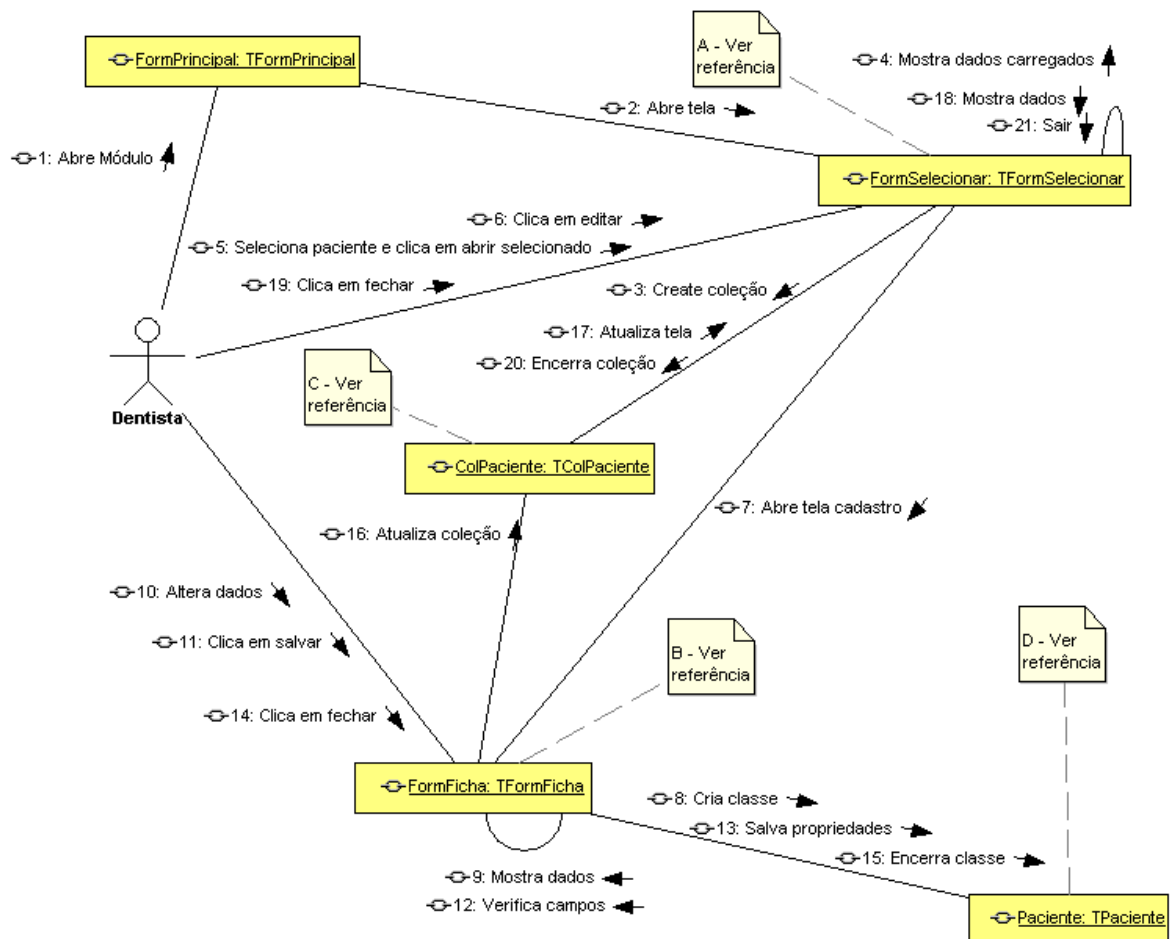 FormPrincipal: TFormPrincipal
A - Ver
referência
4: Mostra dados carregados
18: Mostra dados
21: Sair
2: Abre tela
1: Abre Módulo
FormSelecionar: TFormSelecionar
6: Clica em editar
5: Seleciona paciente e clica em abrir selecionado
19: Clica em fechar
3: Create coleção
17: Atualiza tela
20: Encerra coleção
C - Ver
referência
Dentista
ColPaciente: TColPaciente
7: Abre tela cadastro
16: Atualiza coleção
10: Altera dados
11: Clica em salvar
14: Clica em fechar
B - Ver
referência
D - Ver
referência
FormFicha: TFormFicha
8: Cria classe
13: Salva propriedades
15: Encerra classe
9: Mostra dados
12: Verifica campos
Paciente: TPaciente